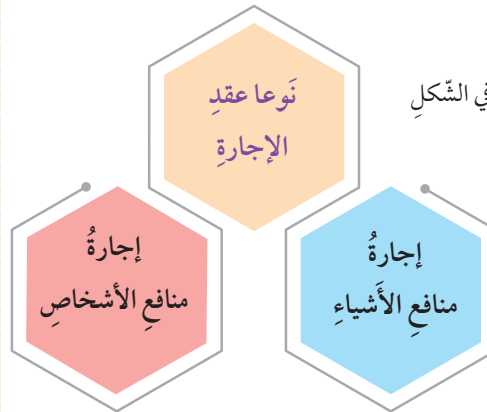 في الشّكلِ
نَوعا عقدِ
الإجارةِ
إجارةُ
منافعِ الأَشياءِ
إجارةُ
منافعِ الأشخاصِ